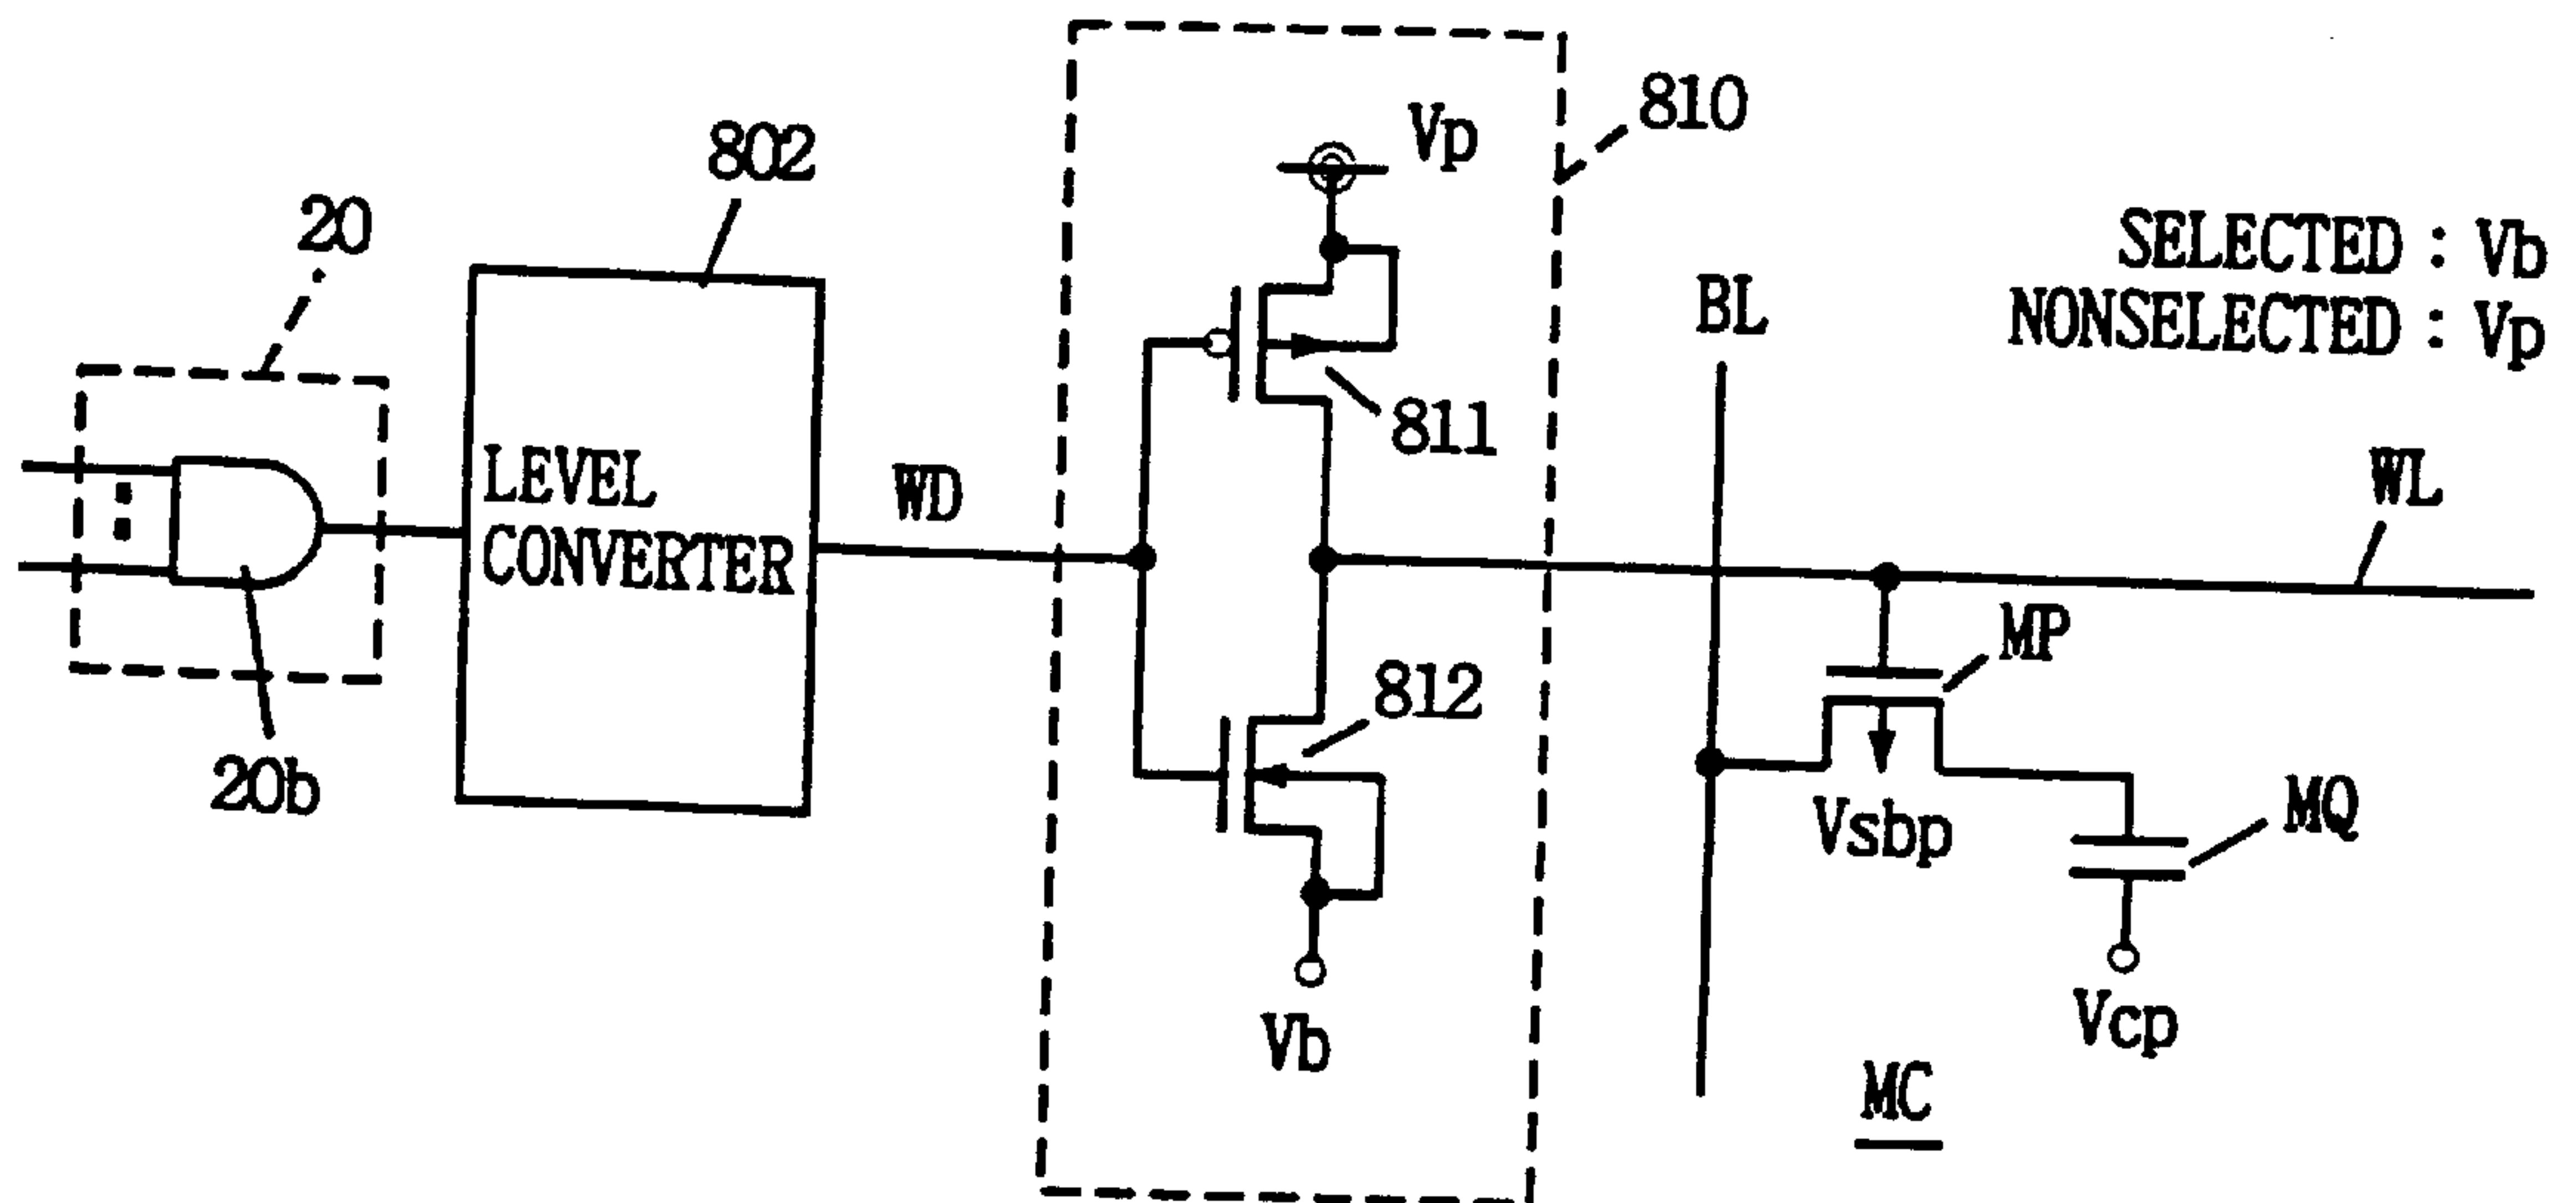 810
Vp
802
20
SELECTED : Vb
NONSELECTED : Vp
BL
811
LEVEL
CONVERTER
WD
WL
MP
812
20b
Vsbp
MQ
Vb
Vcp
MC